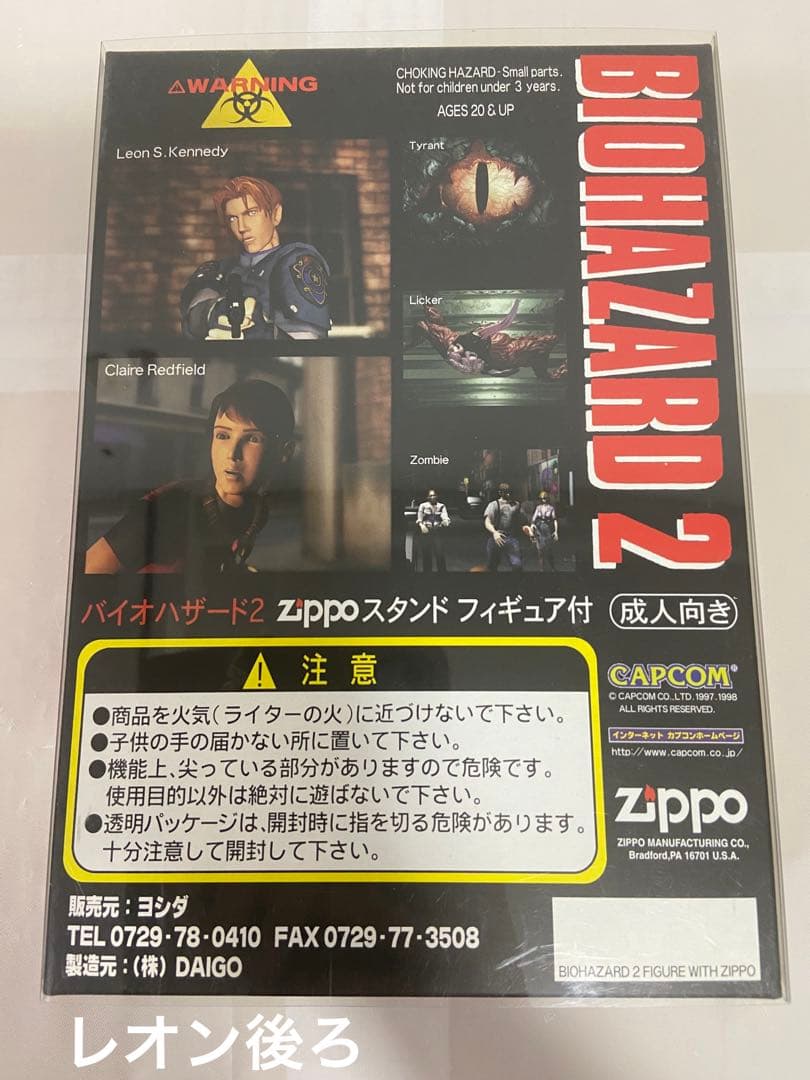 WARNING
CHOKING HAZARD-Small parts.
Not for children under 3 years.
AGES 20 & UP
Leon S. Kennedy
Tyrant
Licker
Claire Redfield
Zombie
BIOHAZARD 2
バイオハザード2 Zippoスタンド フィギュア付 成人向き
注意
●商品を火気(ライターの火)に近づけないで下さい。
●子供の手の届かない所に置いて下さい。
●機能上、尖っている部分がありますので危険です。
使用目的以外は絶対に遊ばないで下さい。
●透明パッケージは、開封時に指を切る危険があります。
十分注意して開封して下さい。
CAPCOM®
© CAPCOM CO.,LTD.1997.1998
ALL RIGHTS RESERVED.
インターネット カプコンホームページ
http://www.capcom.co.jp/
Zippo
ZIPPO MANUFACTURING CO.,
Bradford,PA 16701 U.S.A.
販売元:ヨシダ
TEL 0729-78-0410 FAX 0729-77-3508
製造元:(株)DAIGO
BIOHAZARD 2 FIGURE WITH ZIPPO
レオン後ろ